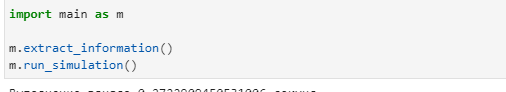 import main as m
m.extract_information()
m.run_simulation()